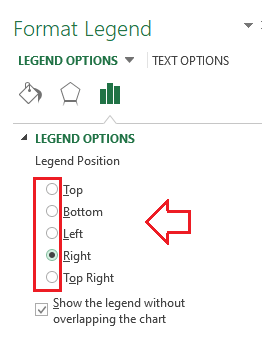 Format Legend
LEGEND OPTIONS TEXT OPTIONS
LEGEND OPTIONS
Legend Position
Top
Bottom
Left
Right
Top Right
Show the legend without
overlapping the chart